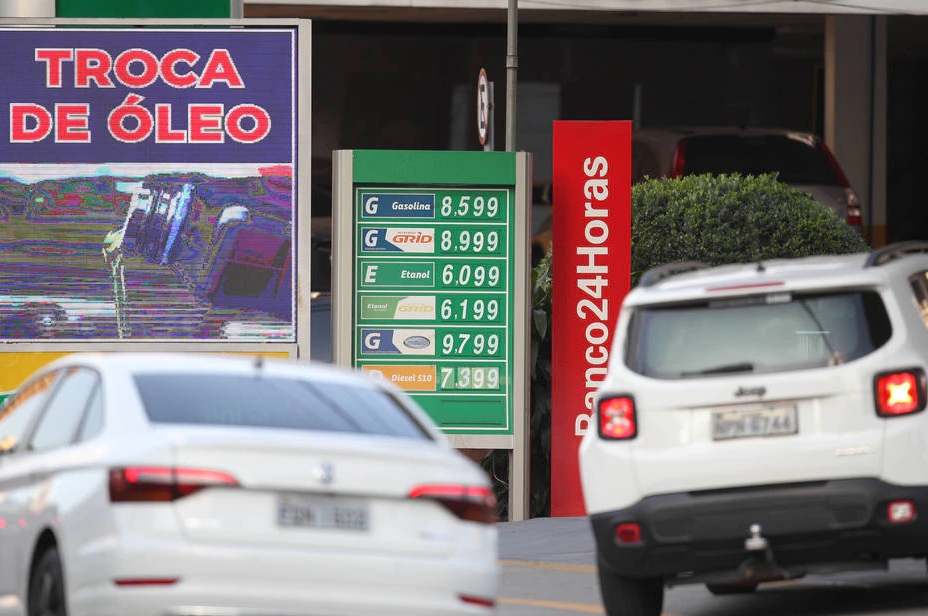 TROCA
DE ÓLEO
G Gasolina 8,599
G GRID 8,999
E Etanol 6,099
Etanol GRID 6,199
G 9,799
D Diesel S10 7,399
Banco24Horas
Jeep